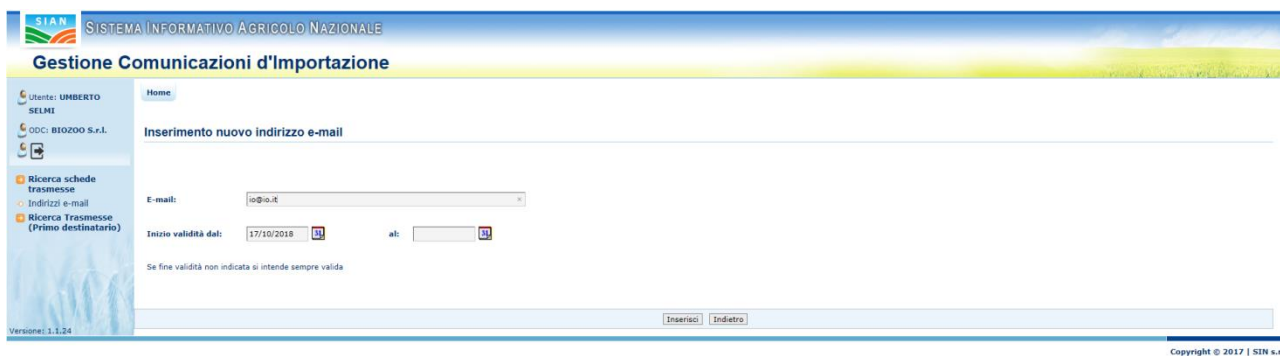 SIAN
SISTEMA INFORMATIVO AGRICOLO NAZIONALE
Gestione Comunicazioni d'Importazione
Utente: UMBERTO
SELMI
ODC: BIOZOO S.r.l.
Ricerca schede
trasmesse
Indirizzi e-mail
Ricerca Trasmesse
(Primo destinatario)
Versione: 1.1.24
Home
Inserimento nuovo indirizzo e-mail
E-mail: io@io.it ×
Inizio validità dal: 17/10/2018 al:
Se fine validità non indicata si intende sempre valida
Inserisci Indietro
Copyright © 2017 | SIN s.r